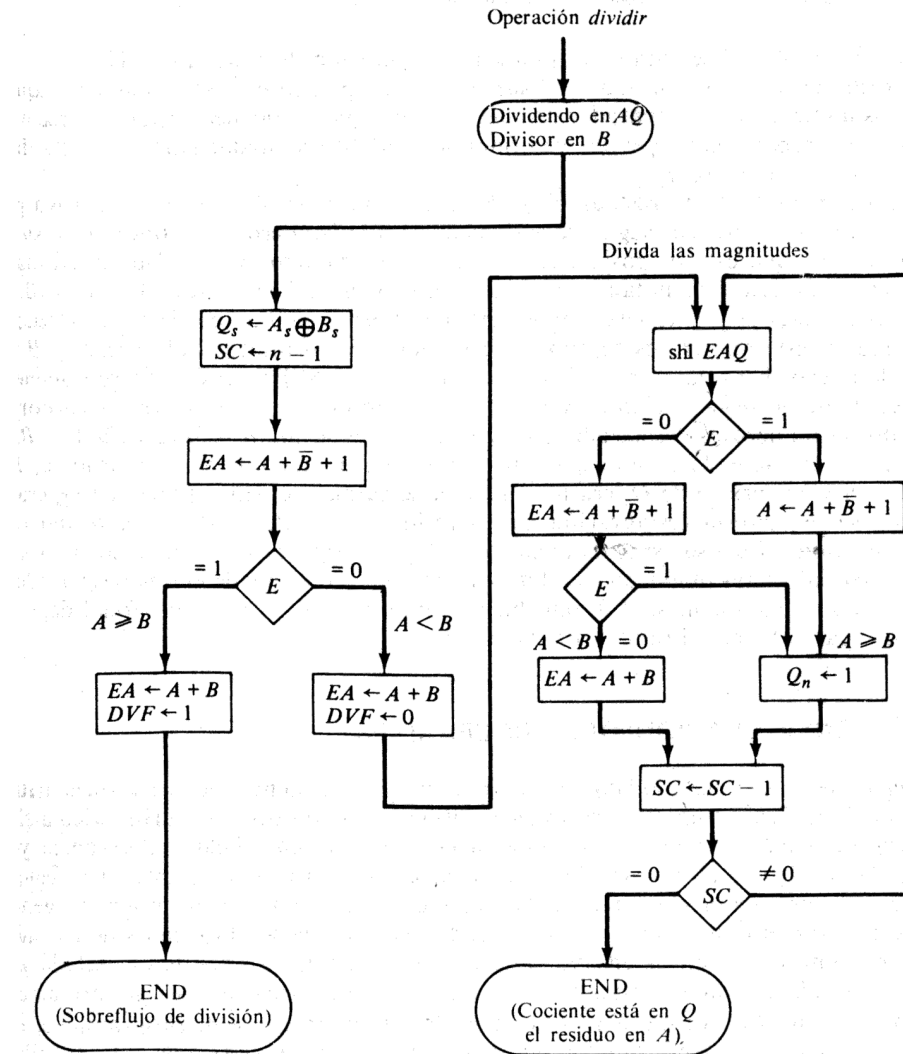 Operación dividir
Dividendo en AQ
Divisor en B
Q_s ← A_s ⊕ B_s
SC ← n − 1
EA ← A + B̅ + 1
E
= 1
= 0
A ⩾ B
A < B
EA ← A + B
DVF ← 1
EA ← A + B
DVF ← 0
END
(Sobreflujo de división)
Divida las magnitudes
shl EAQ
= 0
= 1
E
EA ← A + B̅ + 1
A ← A + B̅ + 1
E
= 1
A < B
= 0
A ⩾ B
EA ← A + B
Q_n ← 1
SC ← SC − 1
= 0
≠ 0
SC
END
(Cociente está en Q
el residuo en A)